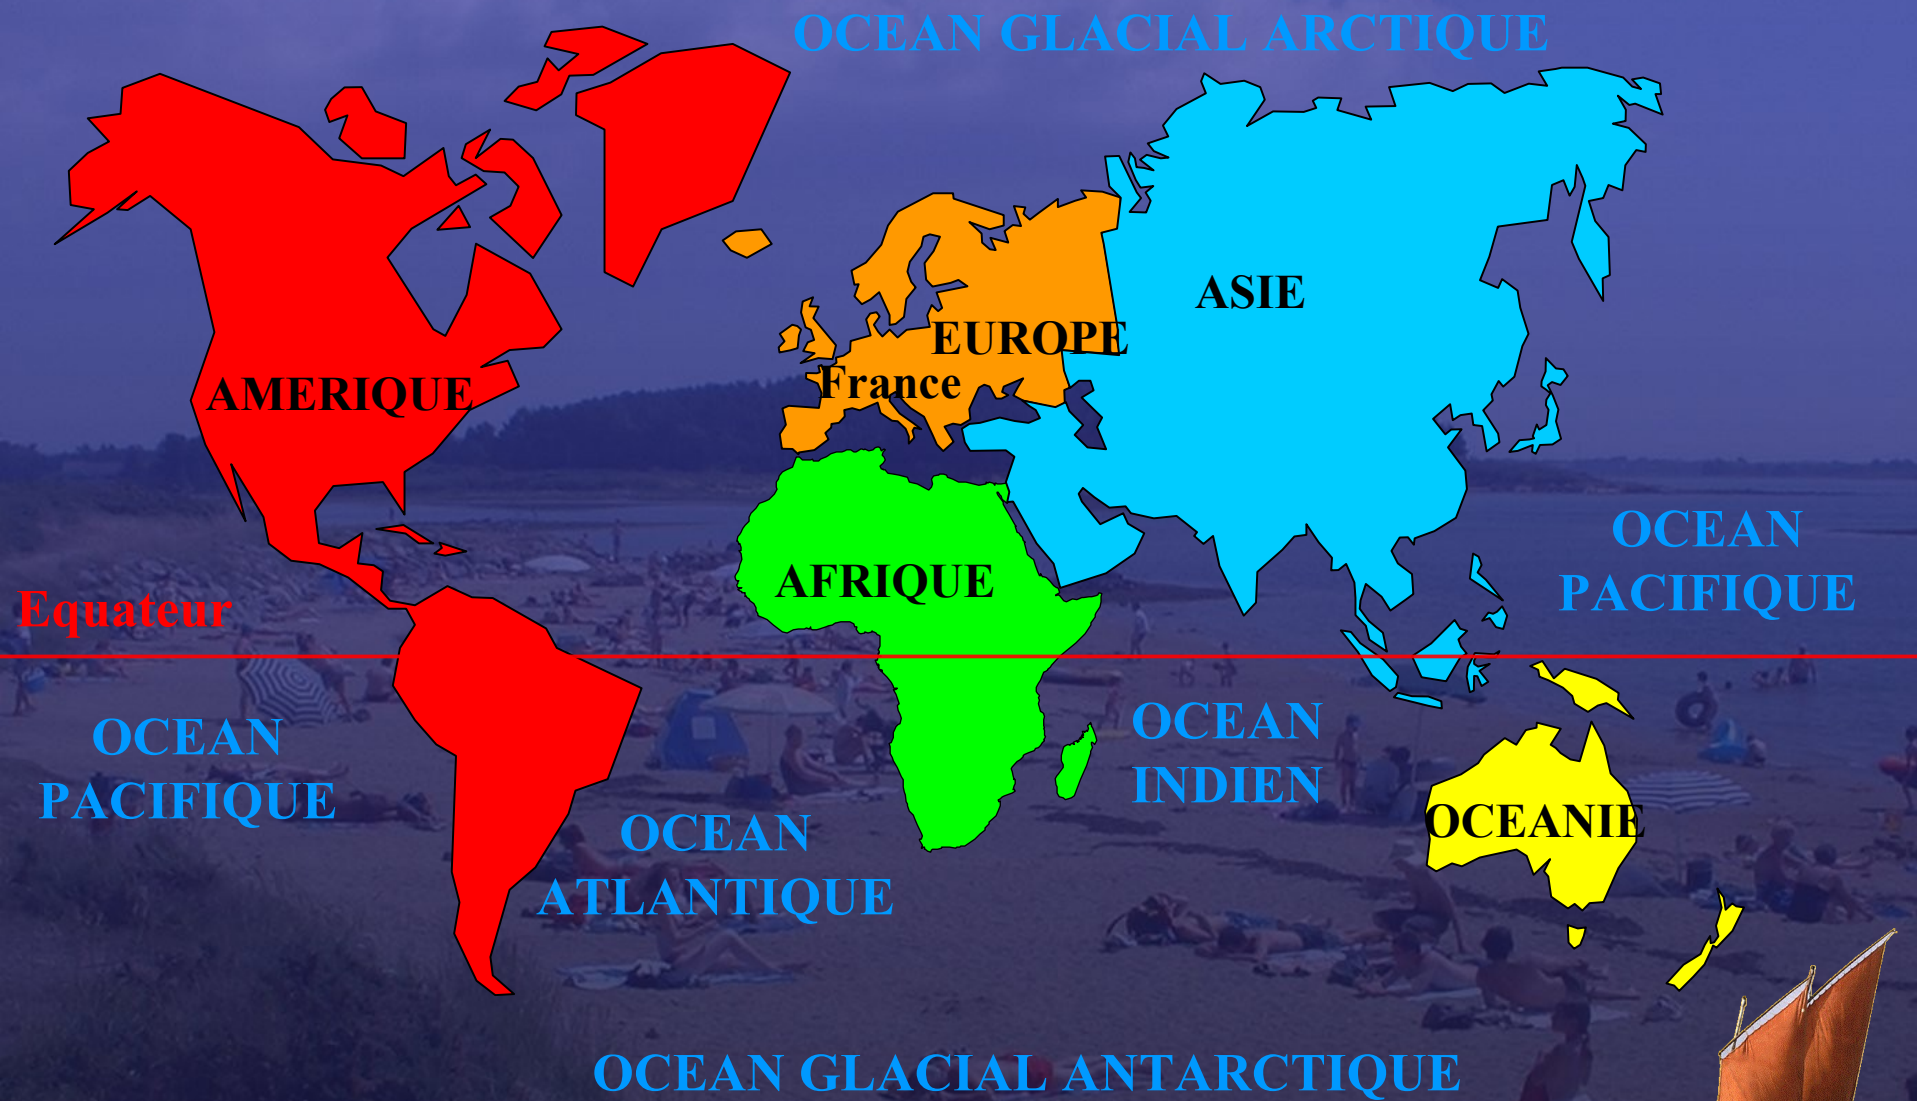 OCEAN GLACIAL ARCTIQUE
ASIE
EUROPE
France
AMERIQUE
OCEAN
PACIFIQUE
AFRIQUE
Equateur
OCEAN
PACIFIQUE
OCEAN
INDIEN
OCEANIE
OCEAN
ATLANTIQUE
OCEAN GLACIAL ANTARCTIQUE